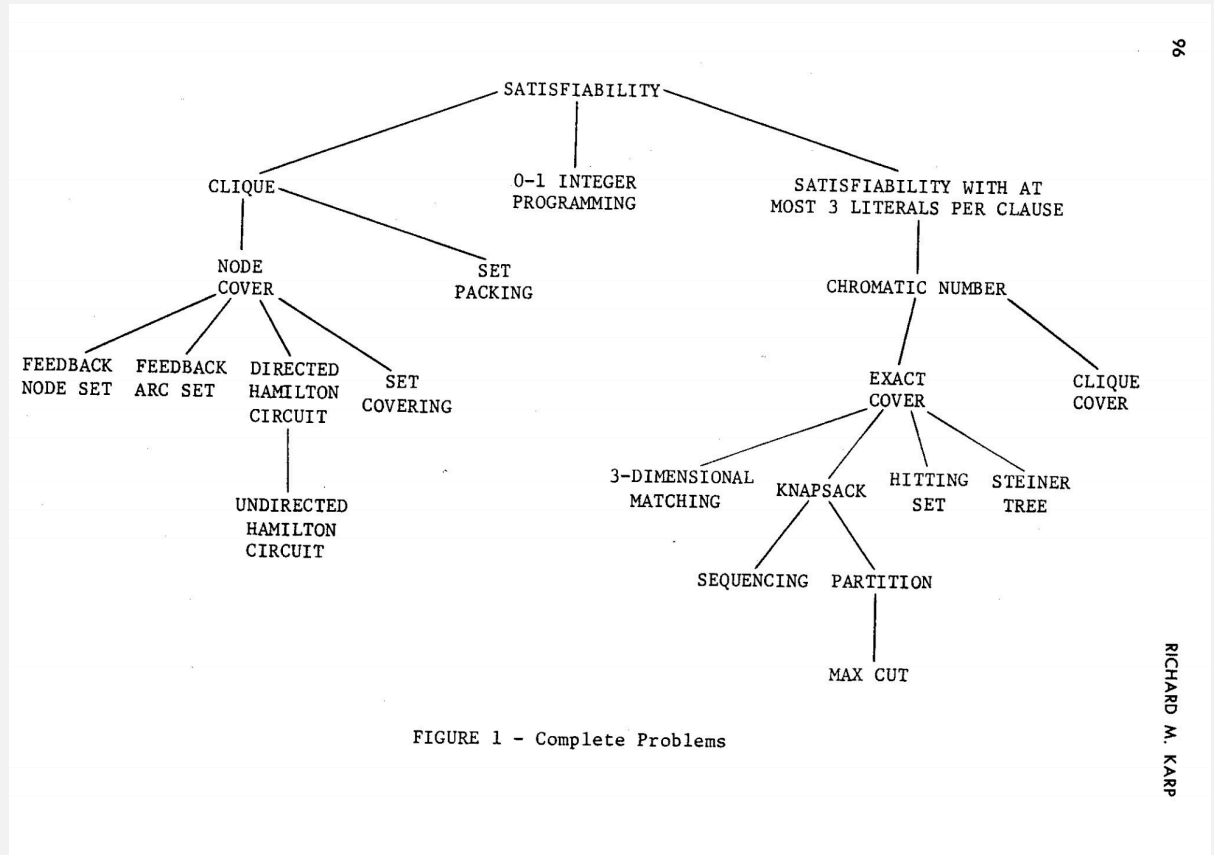 96
SATISFIABILITY
CLIQUE
0-1 INTEGER
PROGRAMMING
SATISFIABILITY WITH AT
MOST 3 LITERALS PER CLAUSE
NODE
COVER
SET
PACKING
CHROMATIC NUMBER
FEEDBACK
NODE SET
FEEDBACK
ARC SET
DIRECTED
HAMILTON
CIRCUIT
SET
COVERING
EXACT
COVER
CLIQUE
COVER
UNDIRECTED
HAMILTON
CIRCUIT
3-DIMENSIONAL
MATCHING
KNAPSACK
HITTING
SET
STEINER
TREE
SEQUENCING
PARTITION
MAX CUT
FIGURE 1 - Complete Problems
RICHARD M. KARP